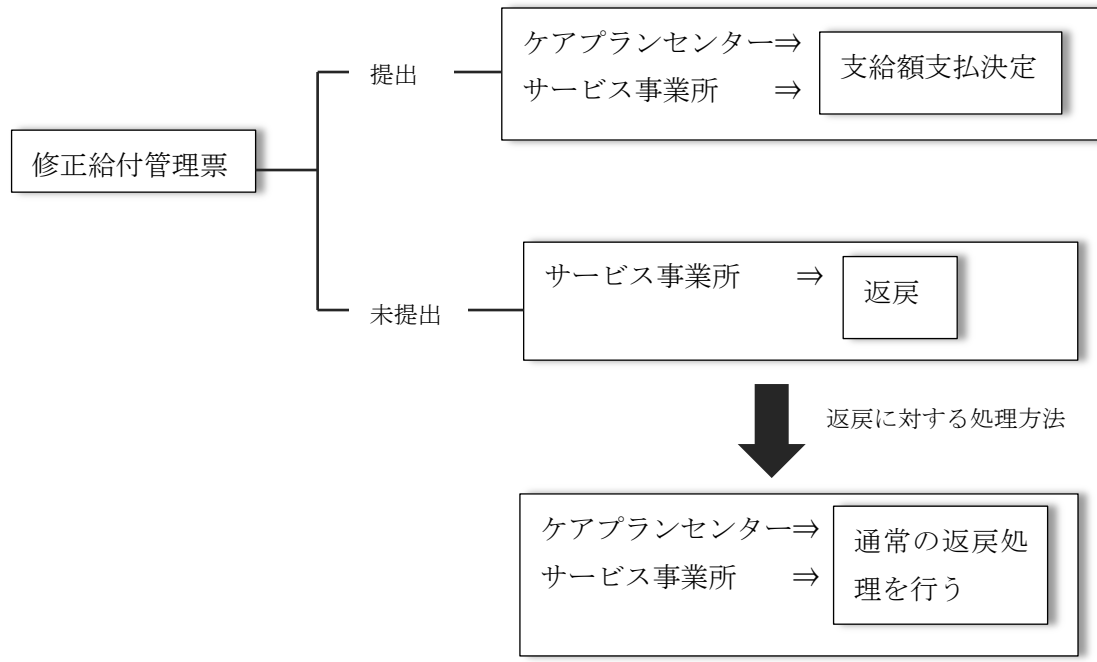 ケアプランセンター⇒
サービス事業所　　⇒
支給額支払決定
提出
修正給付管理票
サービス事業所　　⇒
返戻
未提出
返戻に対する処理方法
ケアプランセンター⇒
サービス事業所　　⇒
通常の返戻処
理を行う